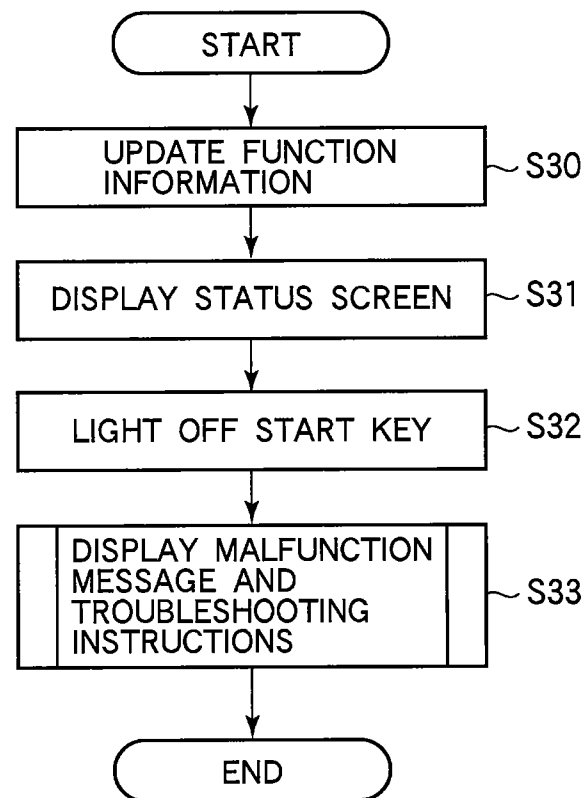 START
UPDATE FUNCTION
INFORMATION
S30
DISPLAY STATUS SCREEN
S31
LIGHT OFF START KEY
S32
DISPLAY MALFUNCTION
MESSAGE AND
TROUBLESHOOTING
INSTRUCTIONS
S33
END